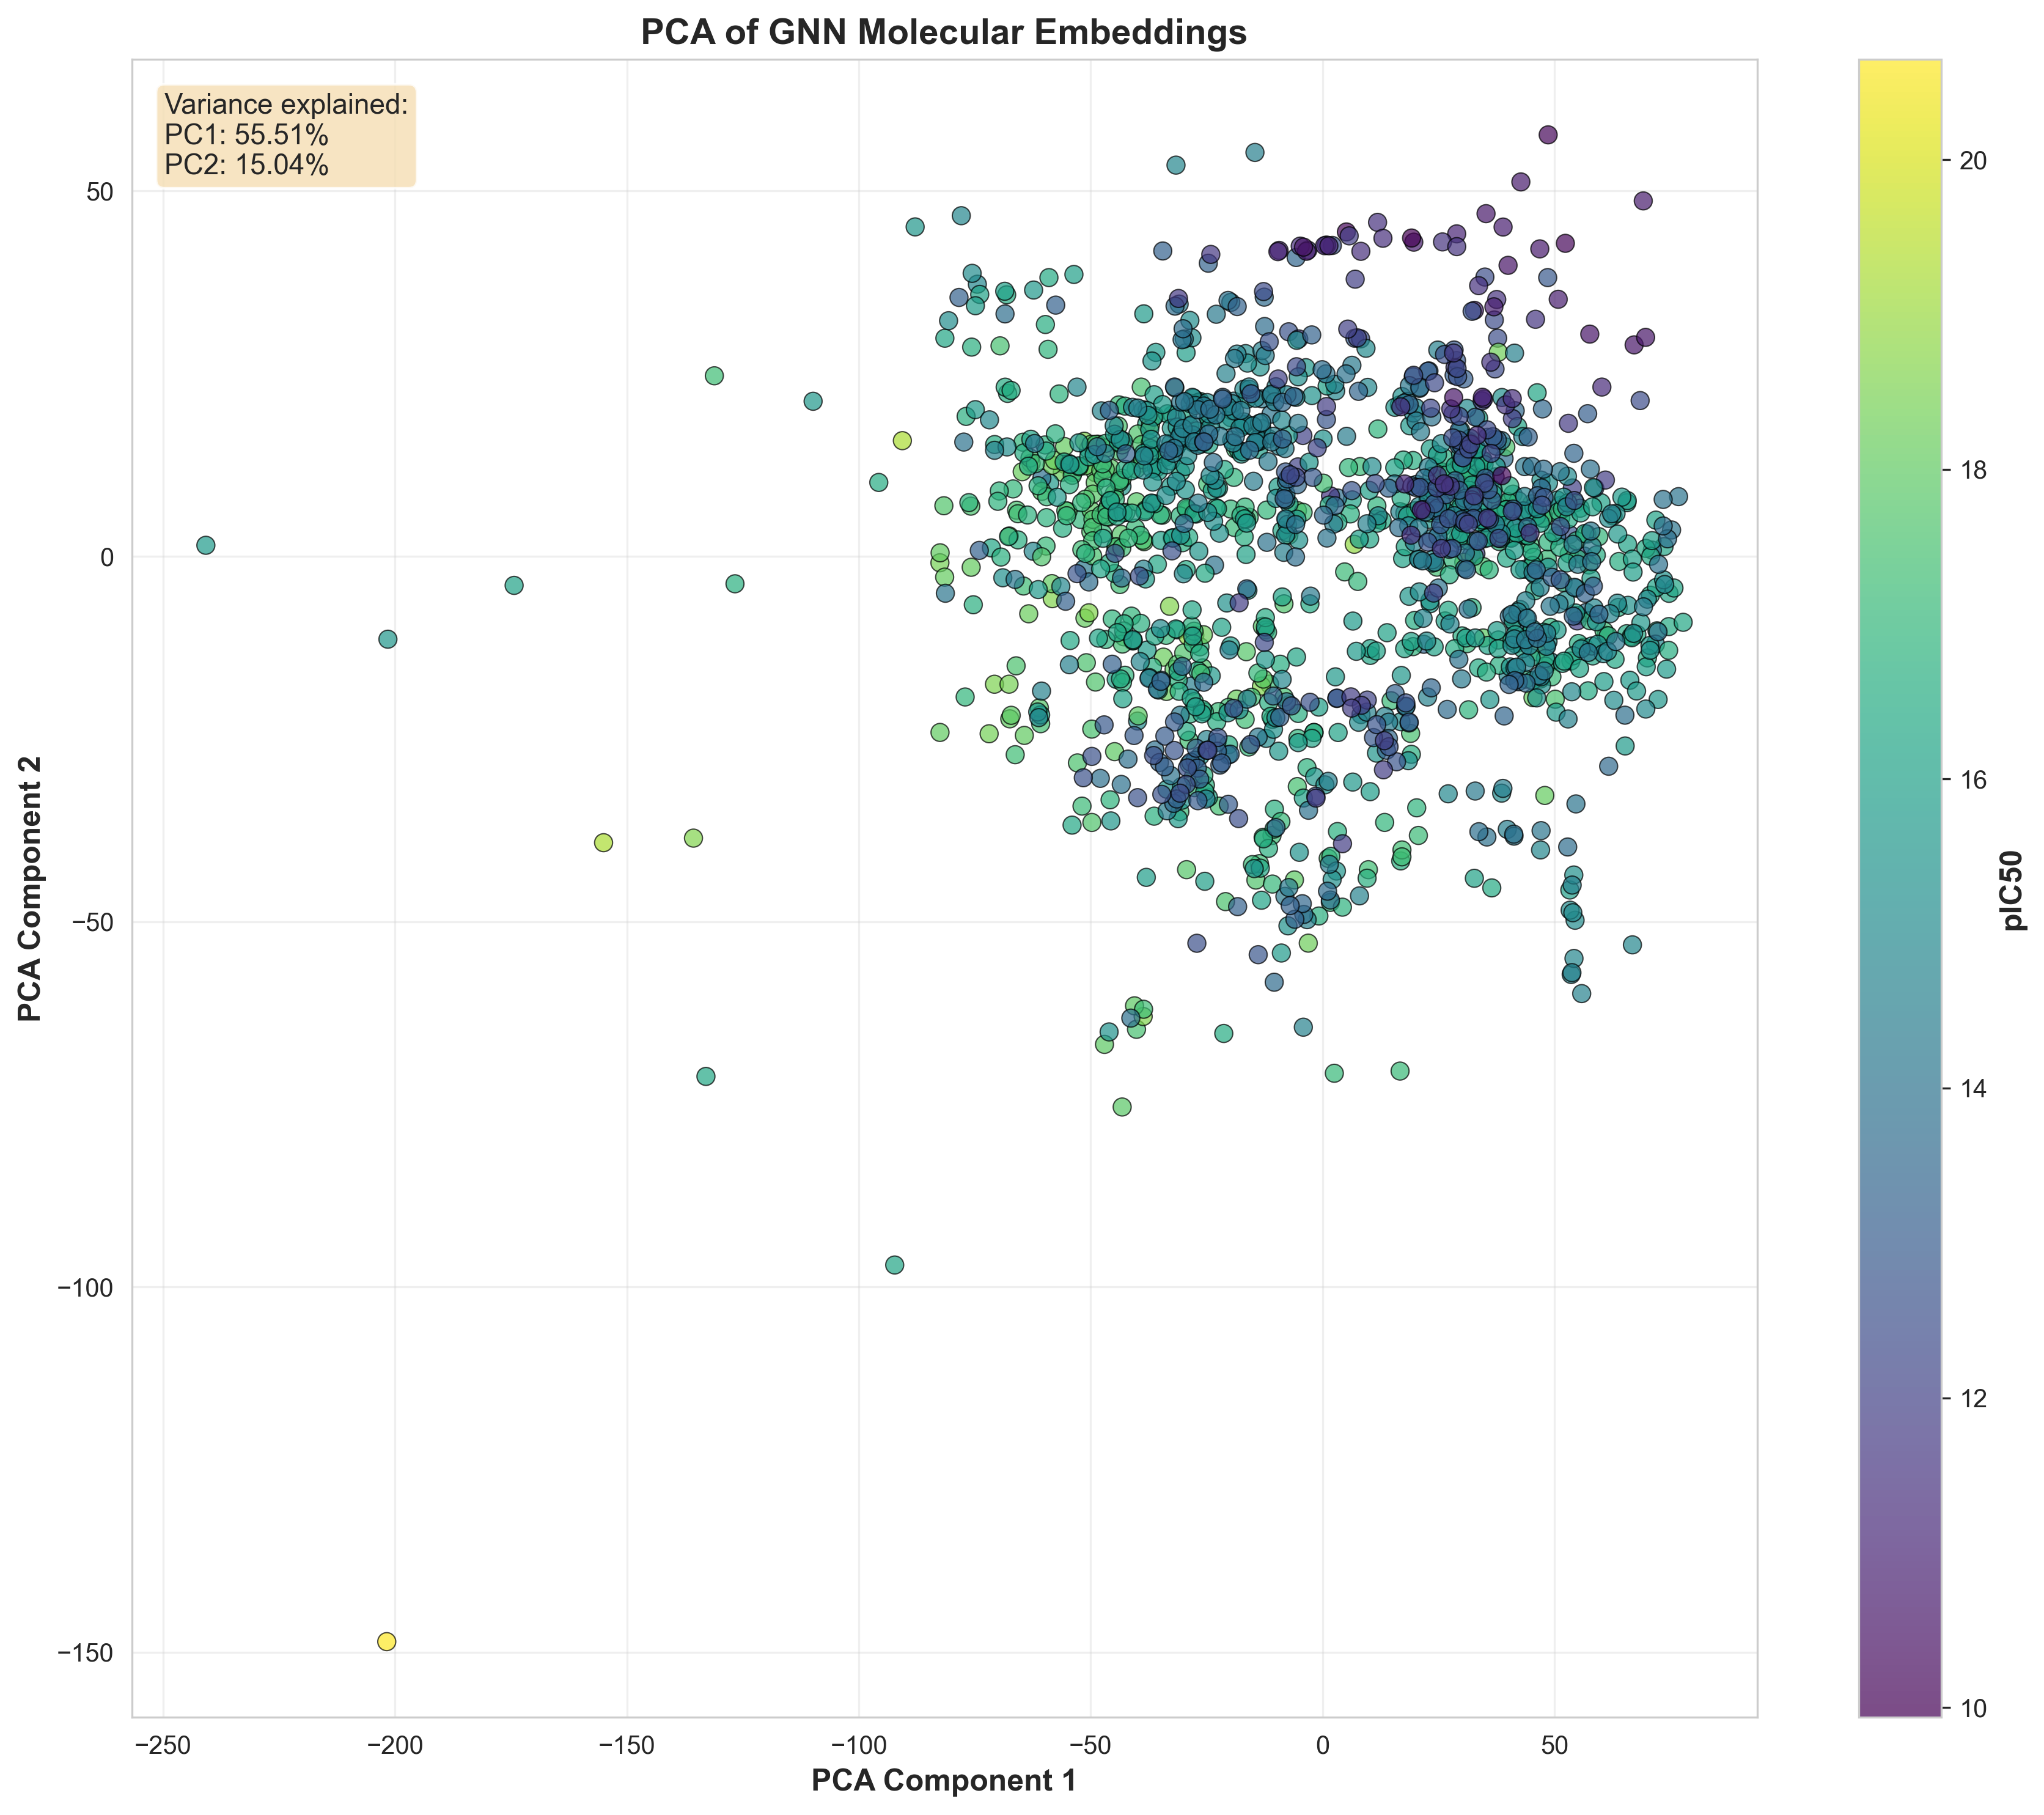 PCA of GNN Molecular Embeddings
Variance explained:
PC1: 55.51%
PC2: 15.04%
50
0
−50
−100
−150
PCA Component 2
−250
−200
−150
−100
−50
0
50
PCA Component 1
20
18
16
14
12
10
pIC50